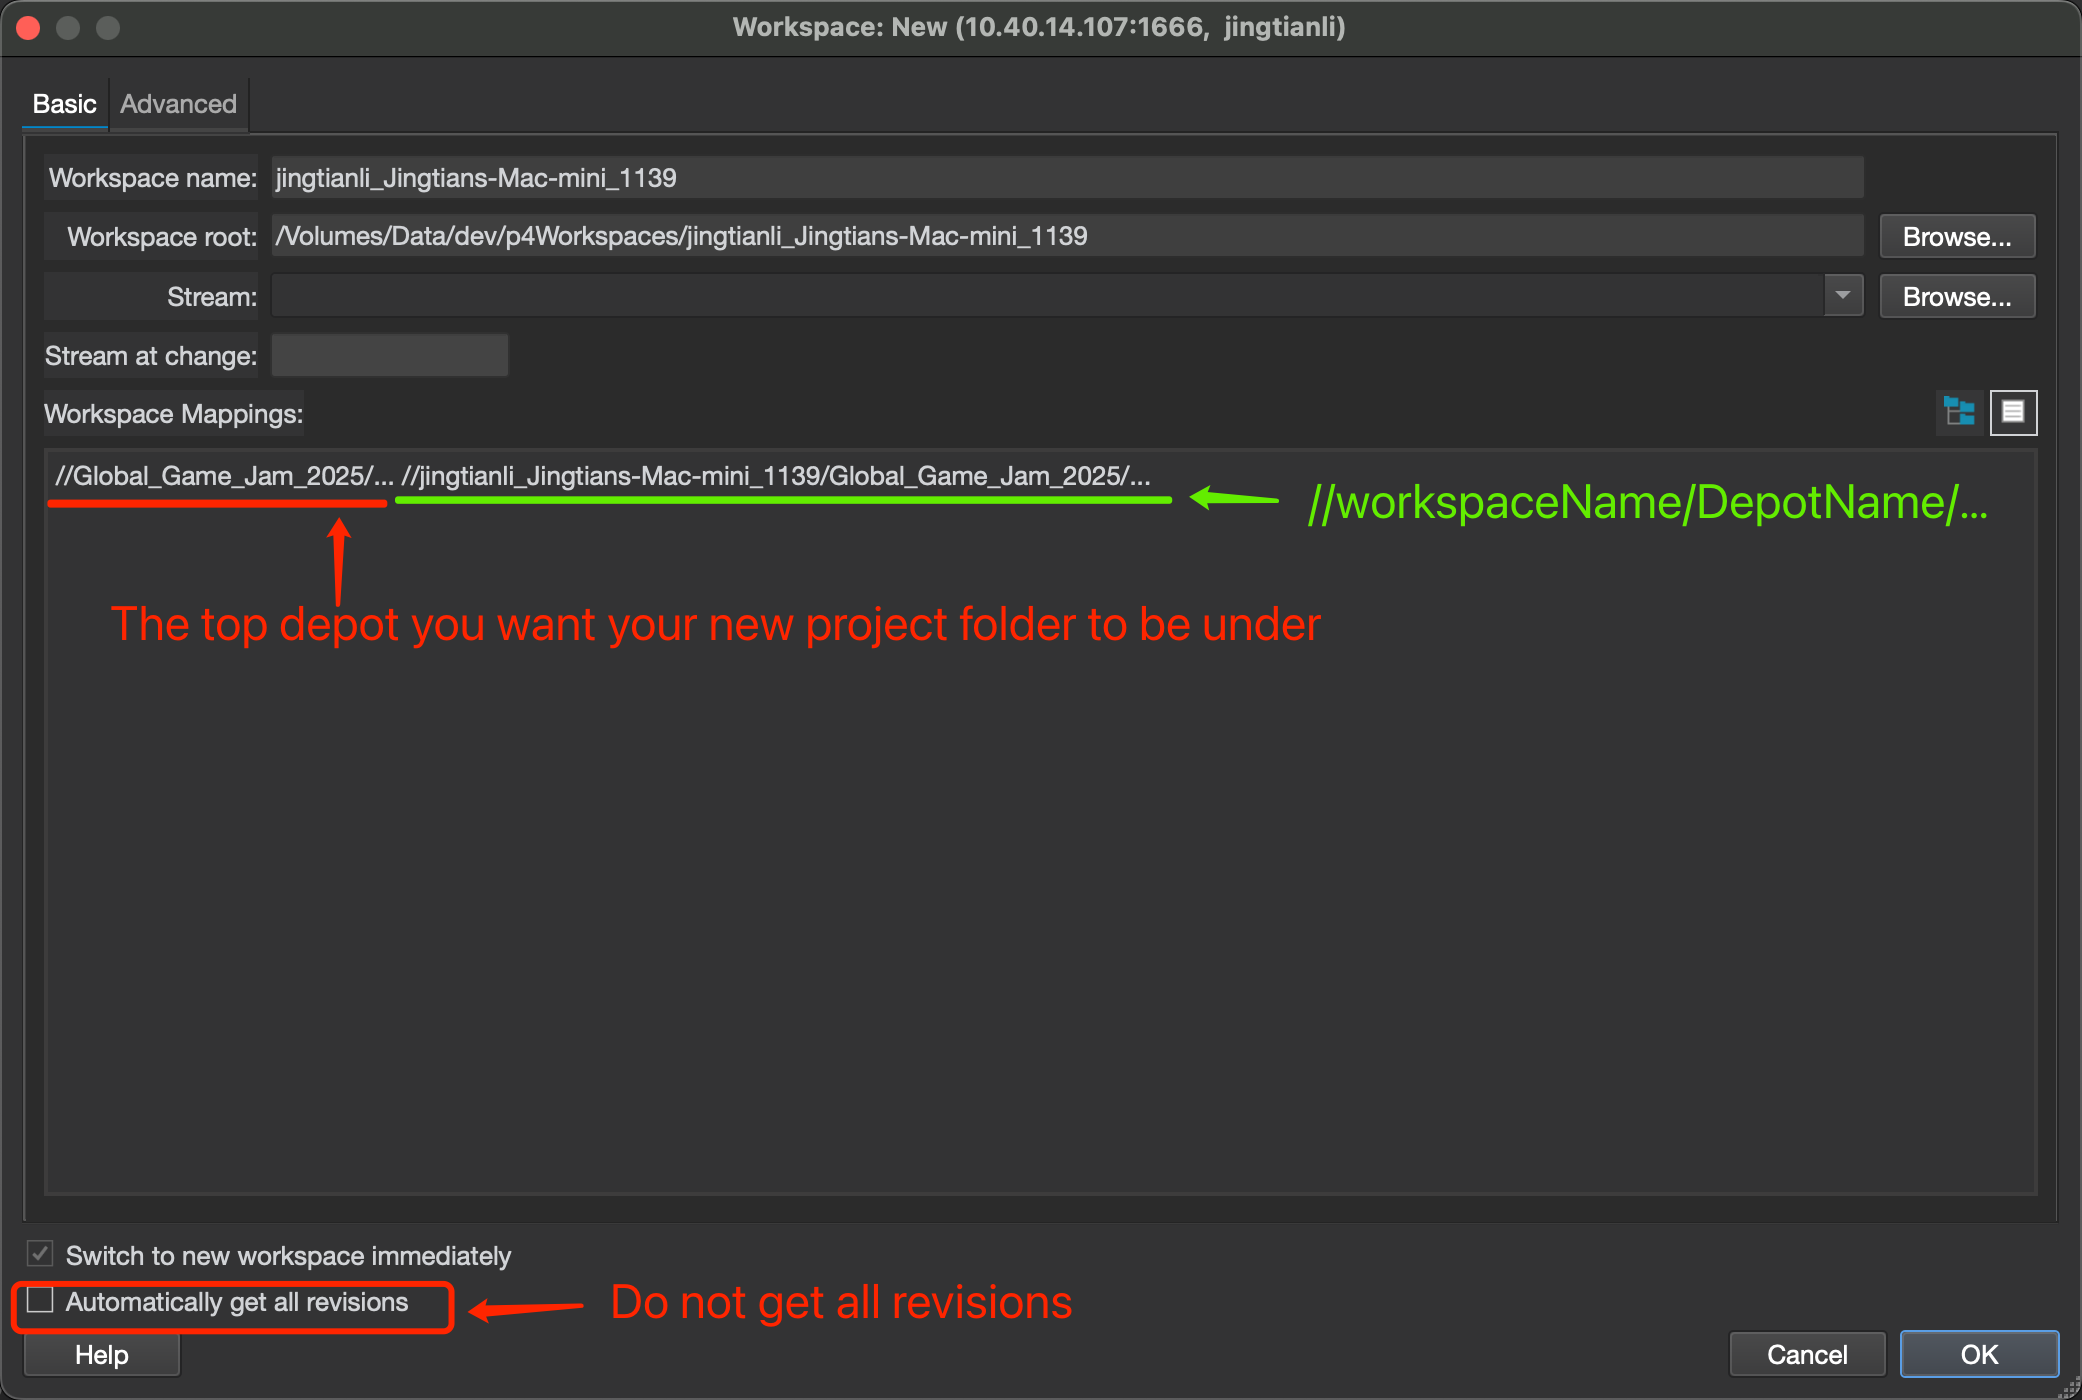 Workspace: New (10.40.14.107:1666,  jingtianli)
Basic
Advanced
Workspace name: jingtianli_Jingtians-Mac-mini_1139
Workspace root: /Volumes/Data/dev/p4Workspaces/jingtianli_Jingtians-Mac-mini_1139
Browse...
Stream:
Browse...
Stream at change:
Workspace Mappings:
//Global_Game_Jam_2025/... //jingtianli_Jingtians-Mac-mini_1139/Global_Game_Jam_2025/...
//workspaceName/DepotName/...
The top depot you want your new project folder to be under
Switch to new workspace immediately
Automatically get all revisions
Do not get all revisions
Help
Cancel
OK